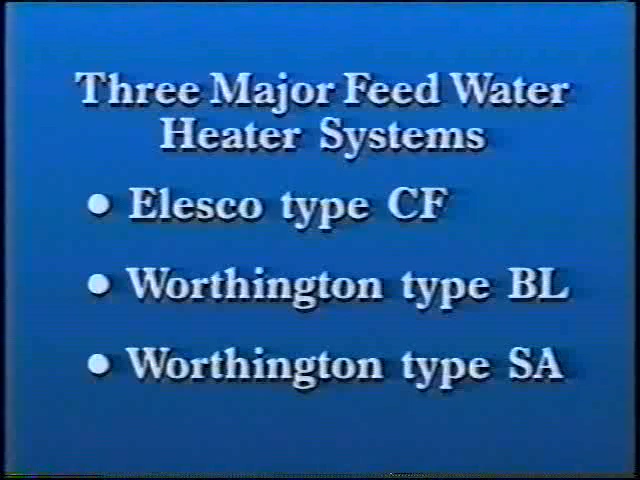 Three Major Feed Water
Heater Systems
• Elesco type CF
• Worthington type BL
• Worthington type SA